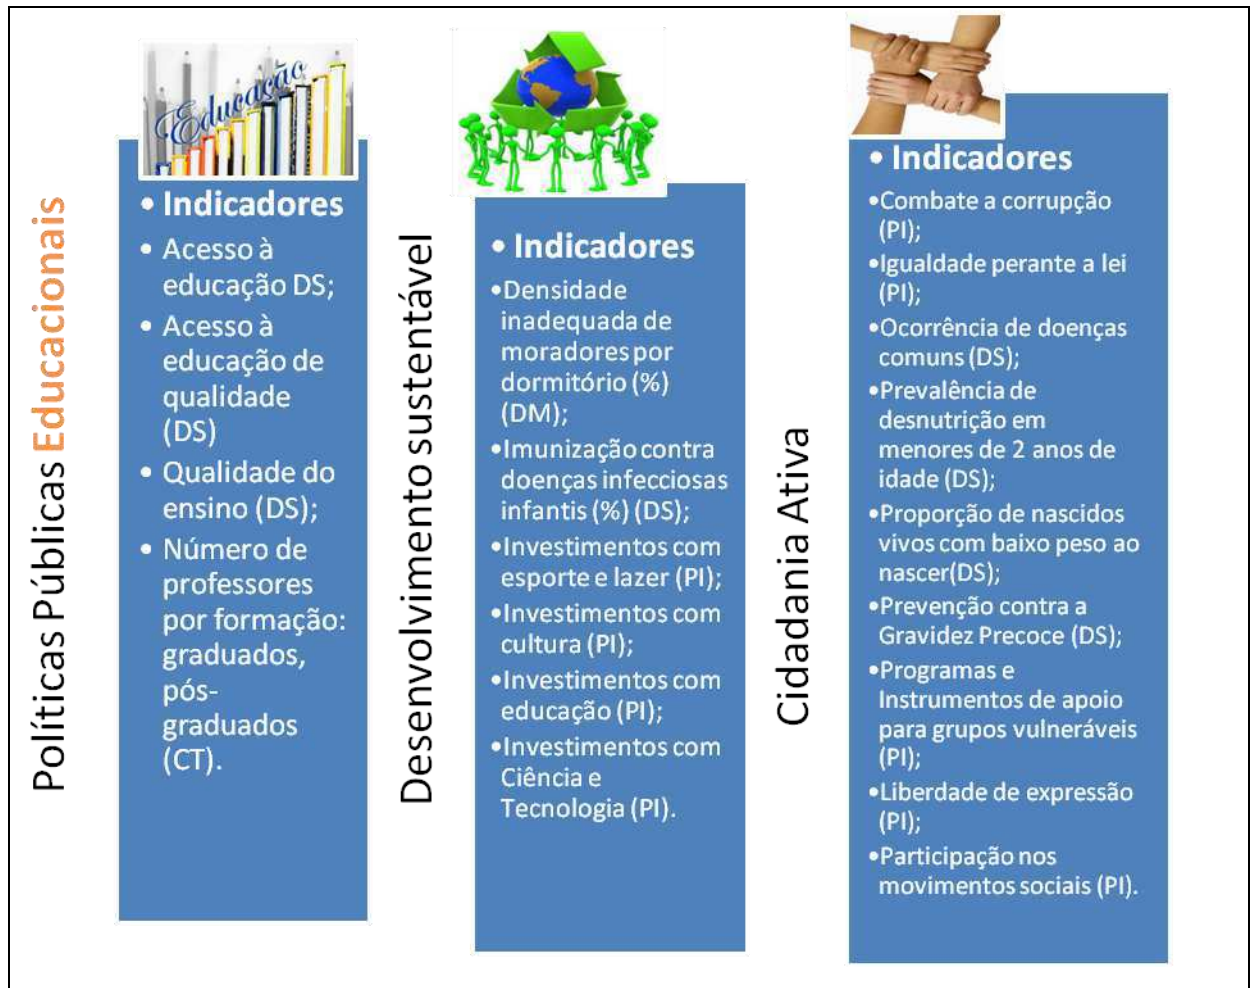 Políticas Públicas Educacionais
Educação
• Indicadores
• Acesso à
educação DS;
• Acesso à
educação de
qualidade
(DS)
• Qualidade do
ensino (DS);
• Número de
professores
por formação:
graduados,
pós-
graduados
(CT).
Desenvolvimento sustentável
• Indicadores
•Densidade
inadequada de
moradores por
dormitório (%)
(DM);
•Imunização contra
doenças infecciosas
infantis (%) (DS);
•Investimentos com
esporte e lazer (PI);
•Investimentos com
cultura (PI);
•Investimentos com
educação (PI);
•Investimentos com
Ciência e
Tecnologia (PI).
Cidadania Ativa
• Indicadores
•Combate a corrupção
(PI);
•Igualdade perante a lei
(PI);
•Ocorrência de doenças
comuns (DS);
•Prevalência de
desnutrição em
menores de 2 anos de
idade (DS);
•Proporção de nascidos
vivos com baixo peso ao
nascer(DS);
•Prevenção contra a
Gravidez Precoce (DS);
•Programas e
Instrumentos de apoio
para grupos vulneráveis
(PI);
•Liberdade de expressão
(PI);
•Participação nos
movimentos sociais (PI).